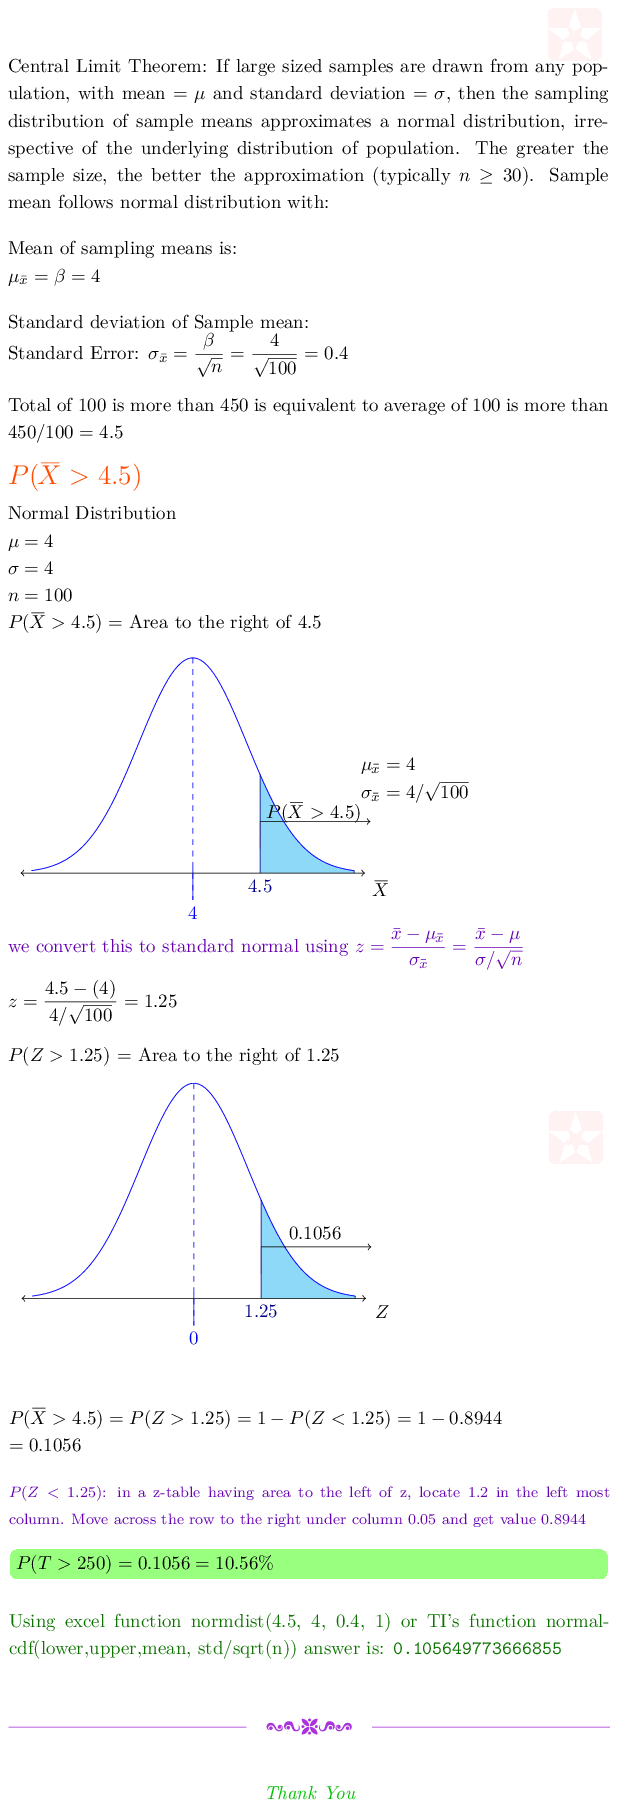 Central Limit Theorem: If large sized samples are drawn from any pop-
ulation, with mean = μ and standard deviation = σ, then the sampling
distribution of sample means approximates a normal distribution, irre-
spective of the underlying distribution of population. The greater the
sample size, the better the approximation (typically n ≥ 30). Sample
mean follows normal distribution with:
Mean of sampling means is:
μ_x̄ = β = 4
Standard deviation of Sample mean:
Standard Error: σ_x̄ = β/√n = 4/√100 = 0.4
Total of 100 is more than 450 is equivalent to average of 100 is more than
450/100 = 4.5
P(X̅ > 4.5)
Normal Distribution
μ = 4
σ = 4
n = 100
P(X̅ > 4.5) = Area to the right of 4.5
μ_x̄ = 4
σ_x̄ = 4/√100
P(X̅ > 4.5)
4.5
X̅
4
we convert this to standard normal using z = (x̄ − μ_x̄)/σ_x̄ = (x̄ − μ)/(σ/√n)
z = (4.5 − (4))/(4/√100) = 1.25
P(Z > 1.25) = Area to the right of 1.25
0.1056
1.25
Z
0
P(X̅ > 4.5) = P(Z > 1.25) = 1 − P(Z < 1.25) = 1 − 0.8944
= 0.1056
P(Z < 1.25): in a z-table having area to the left of z, locate 1.2 in the left most
column. Move across the row to the right under column 0.05 and get value 0.8944
P(T > 250) = 0.1056 = 10.56%
Using excel function normdist(4.5, 4, 0.4, 1) or TI's function normal-
cdf(lower,upper,mean, std/sqrt(n)) answer is: 0.105649773666855
Thank You